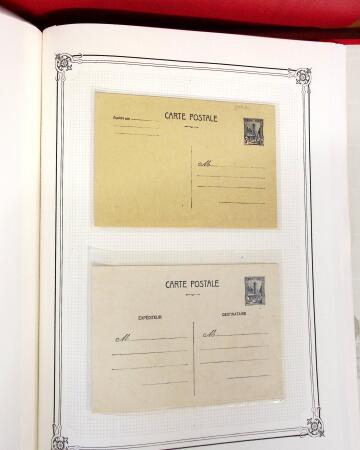 CARTE POSTALE
M
CARTE POSTALE
EXPÉDITEUR
DESTINATAIRE
M
M